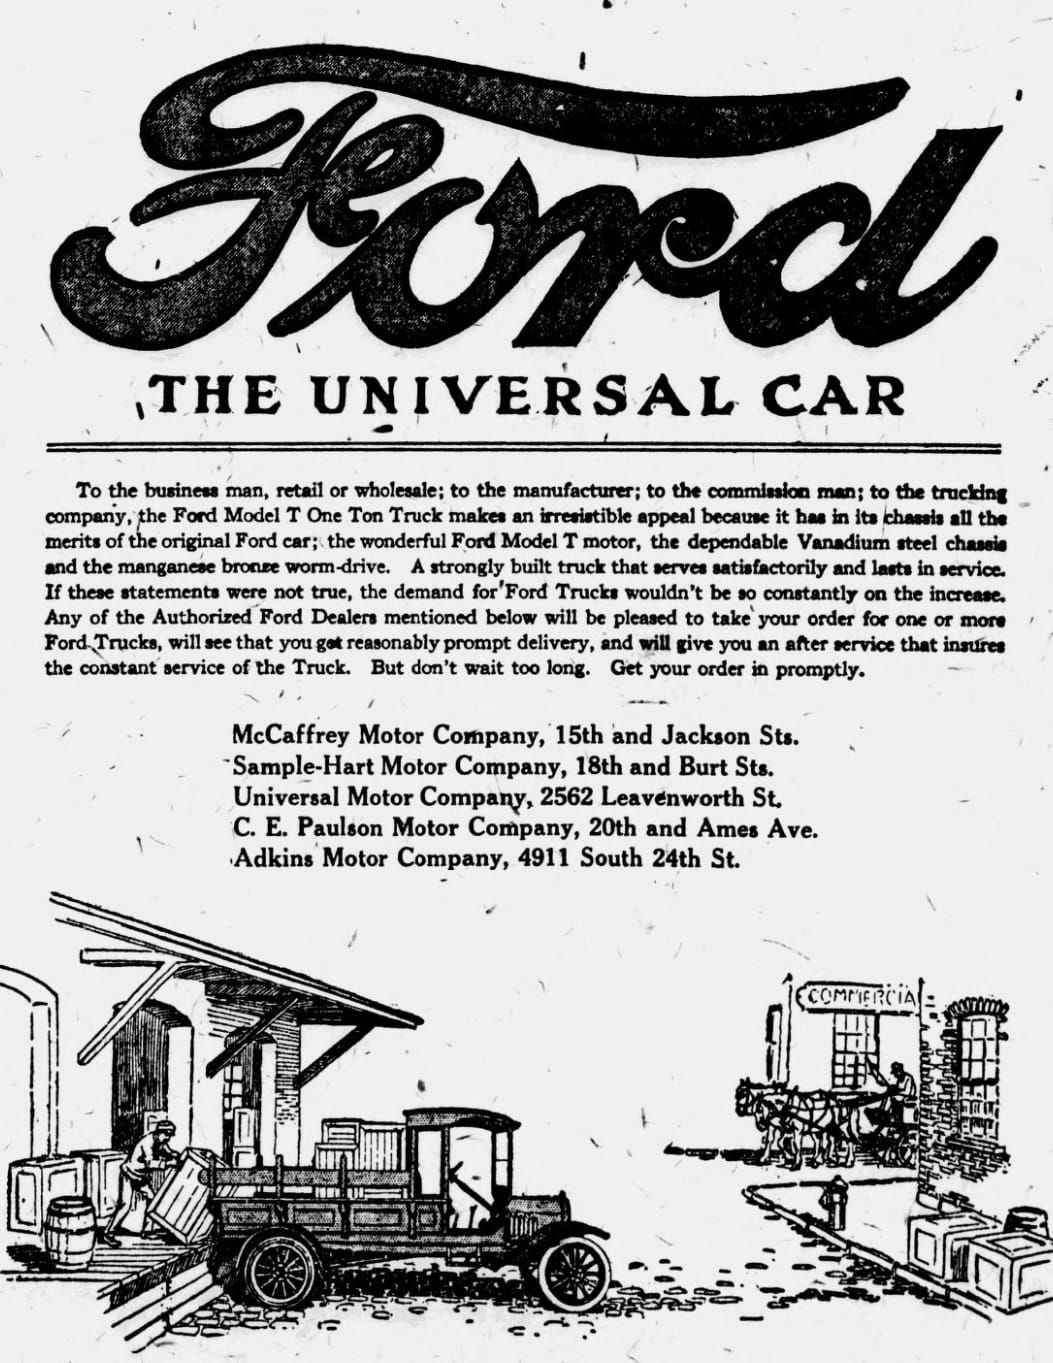 Ford
THE UNIVERSAL CAR
To the business man, retail or wholesale; to the manufacturer; to the commission man; to the trucking
company, the Ford Model T One Ton Truck makes an irresistible appeal because it has in its chassis all the
merits of the original Ford car; the wonderful Ford Model T motor, the dependable Vanadium steel chassis
and the manganese bronze worm-drive. A strongly built truck that serves satisfactorily and lasts in service.
If these statements were not true, the demand for Ford Trucks wouldn't be so constantly on the increase.
Any of the Authorized Ford Dealers mentioned below will be pleased to take your order for one or more
Ford Trucks, will see that you get reasonably prompt delivery, and will give you an after service that insures
the constant service of the Truck. But don't wait too long. Get your order in promptly.
McCaffrey Motor Company, 15th and Jackson Sts.
Sample-Hart Motor Company, 18th and Burt Sts.
Universal Motor Company, 2562 Leavenworth St.
C. E. Paulson Motor Company, 20th and Ames Ave.
Adkins Motor Company, 4911 South 24th St.
COMMERCIA